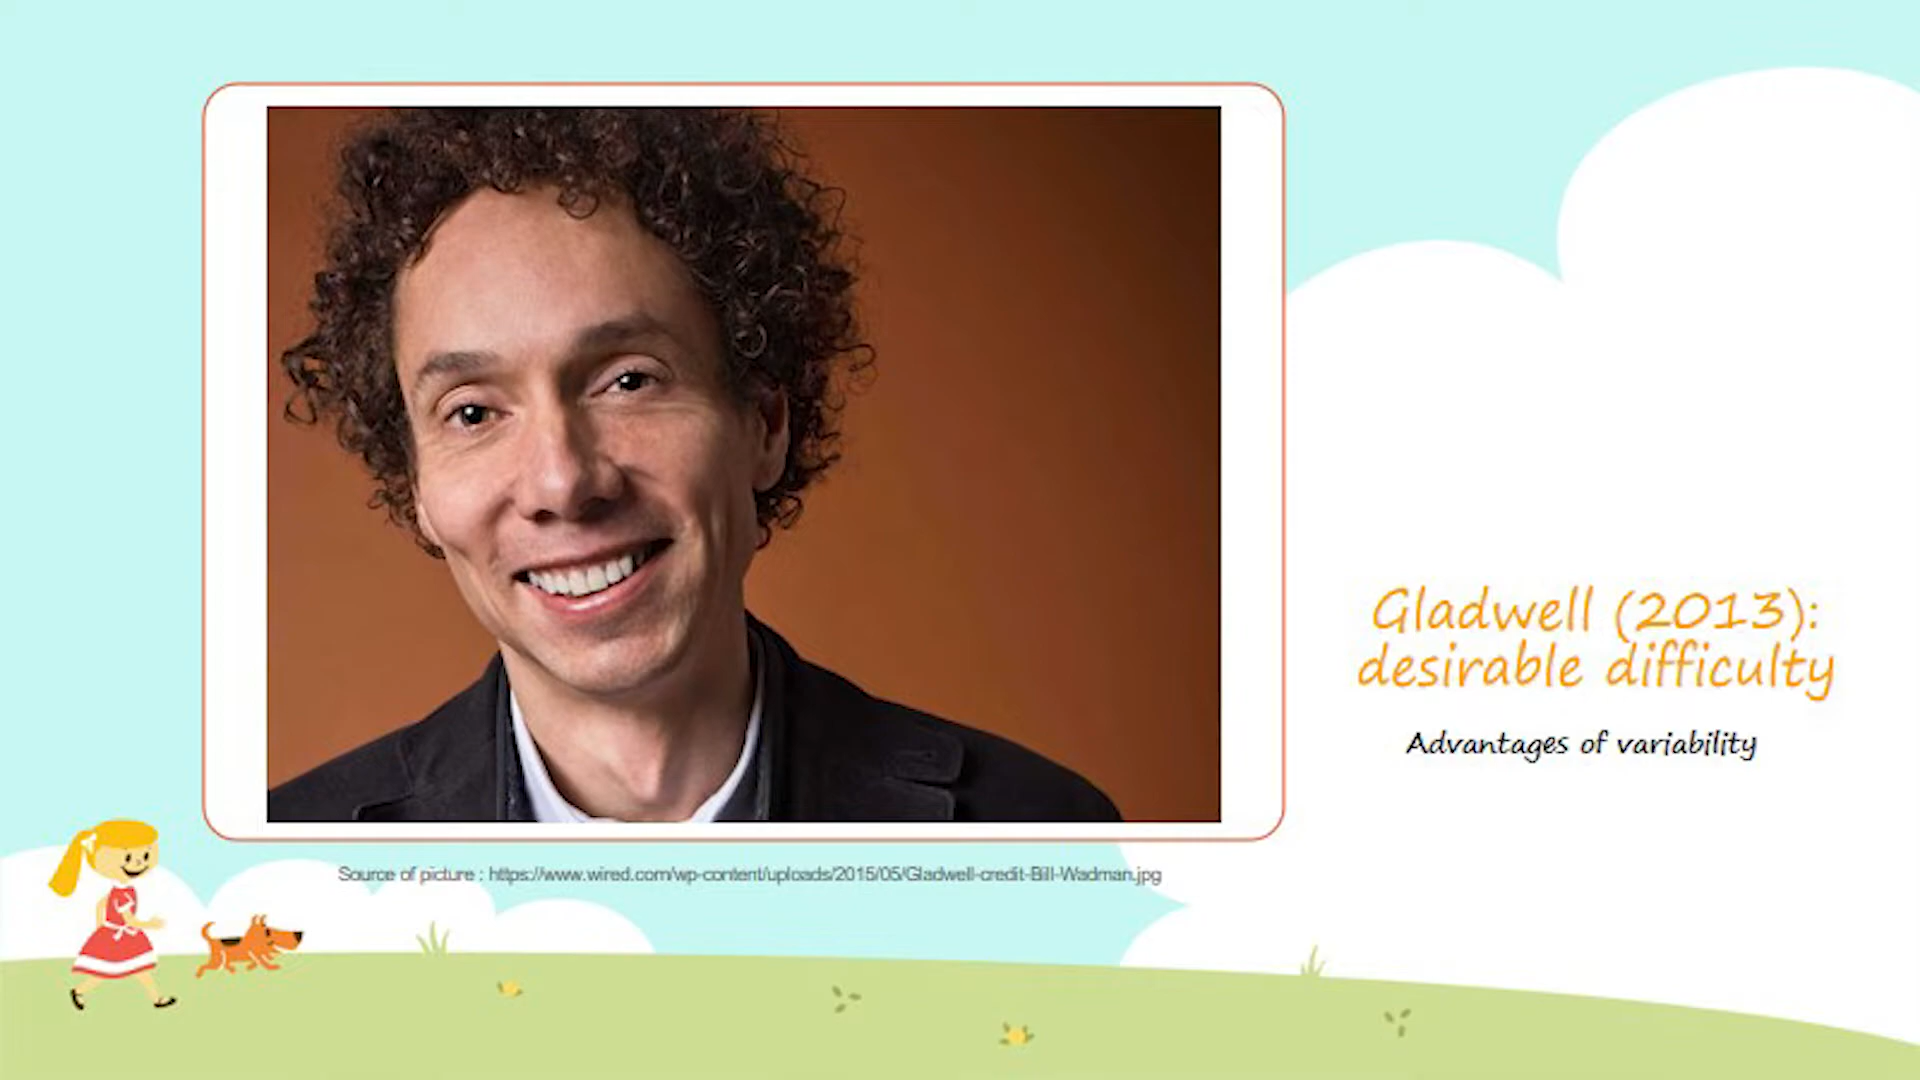 Gladwell (2013):
desirable difficulty
Advantages of variability
Source of picture : https://www.wired.com/wp-content/uploads/2015/05/Gladwell-credit-Bill-Wadman.jpg